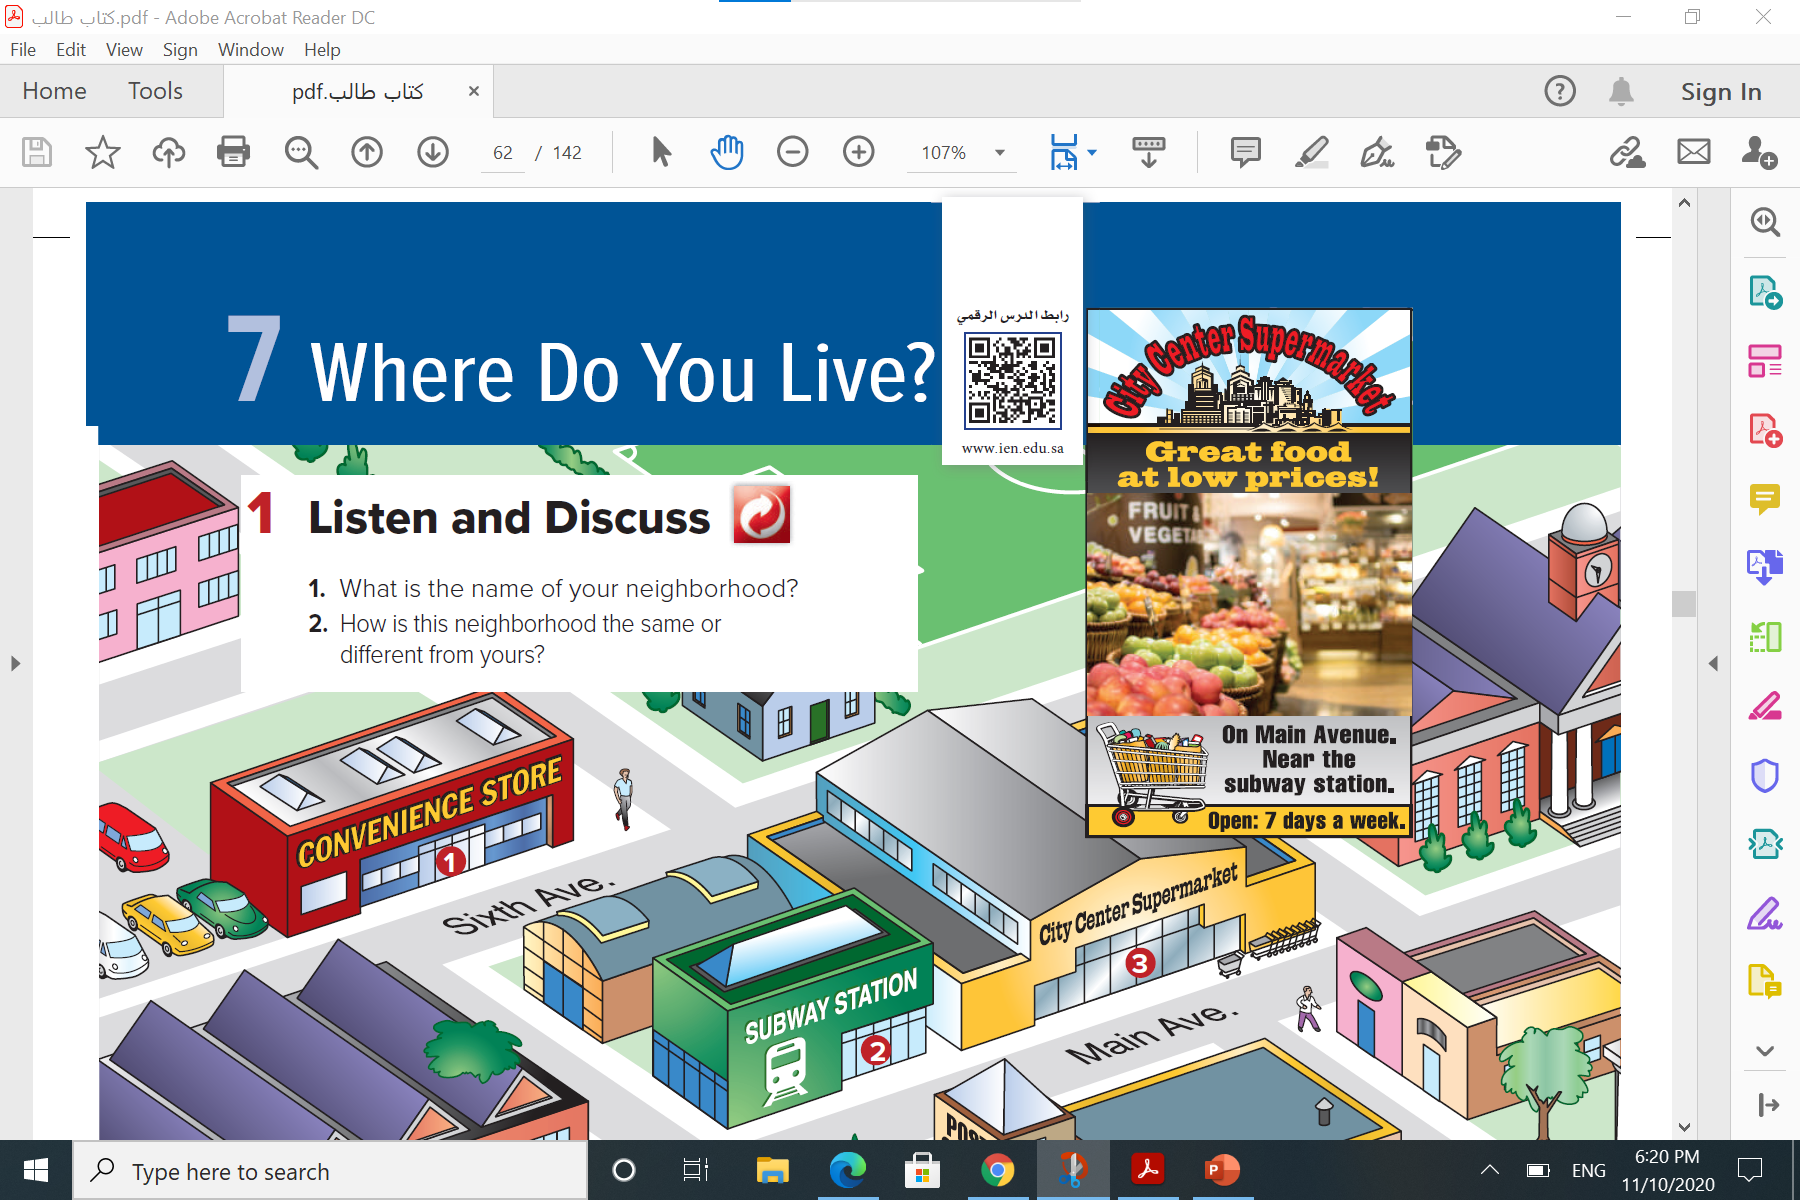 كتاب طالب.pdf - Adobe Acrobat Reader DC
File Edit View Sign Window Help
Home Tools كتاب طالب.pdf × Sign In
62 / 142 107%
7 Where Do You Live?
رابط الدرس الرقمي
www.ien.edu.sa
City Center Supermarket
Great food
at low prices!
FRUIT &
On Main Avenue.
Near the
subway station.
Open: 7 days a week.
1 Listen and Discuss
1. What is the name of your neighborhood?
2. How is this neighborhood the same or
different from yours?
CONVENIENCE STORE
1
Sixth Ave.
SUBWAY STATION
2
City Center Supermarket
3
Main Ave.
Type here to search
ENG
6:20 PM
11/10/2020